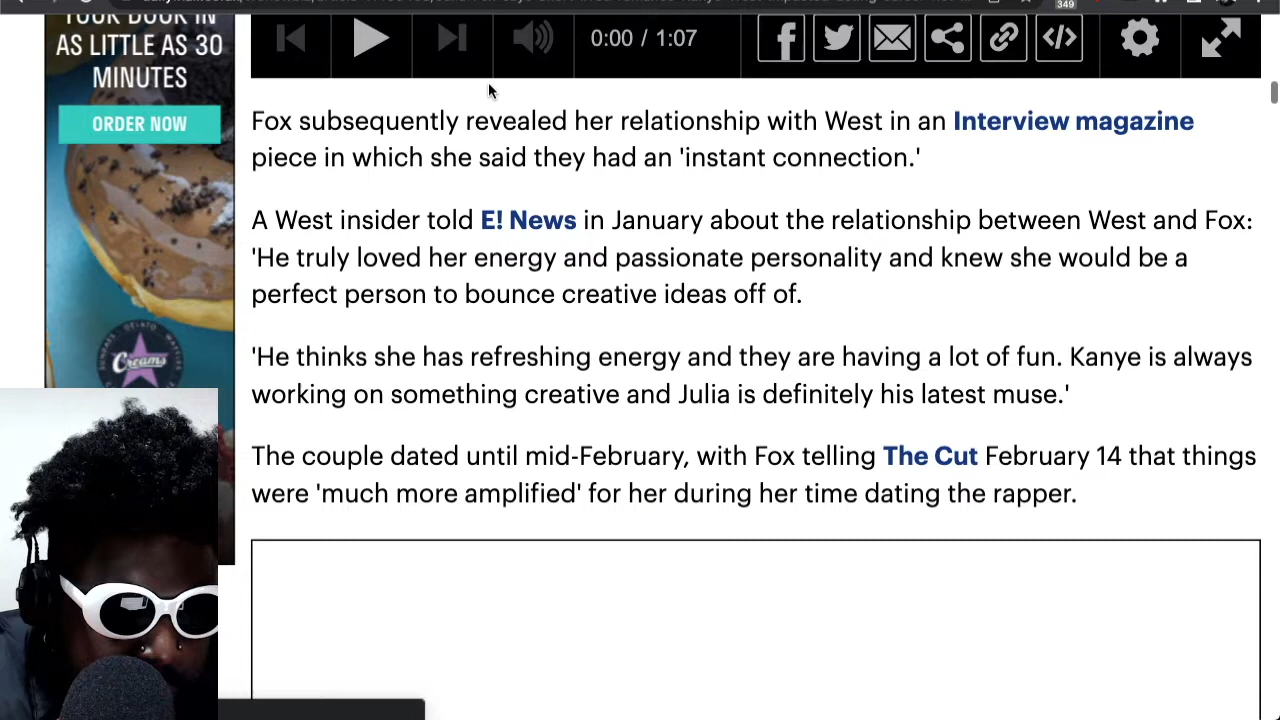 YOUR DOOR IN
AS LITTLE AS 30
MINUTES
ORDER NOW
GELATO
Creams
349
0:00 / 1:07
Fox subsequently revealed her relationship with West in an Interview magazine
piece in which she said they had an 'instant connection.'
A West insider told E! News in January about the relationship between West and Fox:
'He truly loved her energy and passionate personality and knew she would be a
perfect person to bounce creative ideas off of.
'He thinks she has refreshing energy and they are having a lot of fun. Kanye is always
working on something creative and Julia is definitely his latest muse.'
The couple dated until mid-February, with Fox telling The Cut February 14 that things
were 'much more amplified' for her during her time dating the rapper.